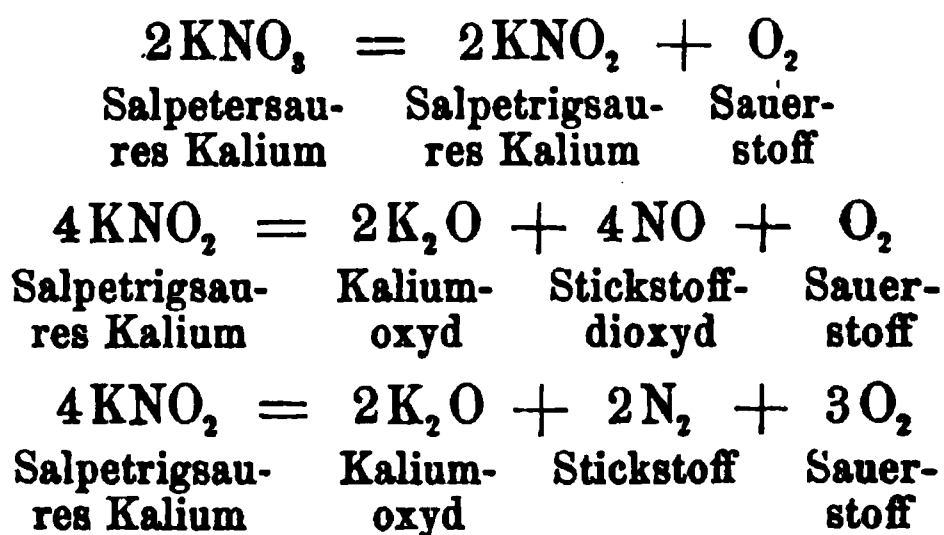 2KNO₃ = 2KNO₂ + O₂
Salpetersau- Salpetrigsau- Sauer-
res Kalium res Kalium stoff
4KNO₂ = 2K₂O + 4NO + O₂
Salpetrigsau- Kalium- Stickstoff- Sauer-
res Kalium oxyd dioxyd stoff
4KNO₂ = 2K₂O + 2N₂ + 3O₂
Salpetrigsau- Kalium- Stickstoff Sauer-
res Kalium oxyd stoff